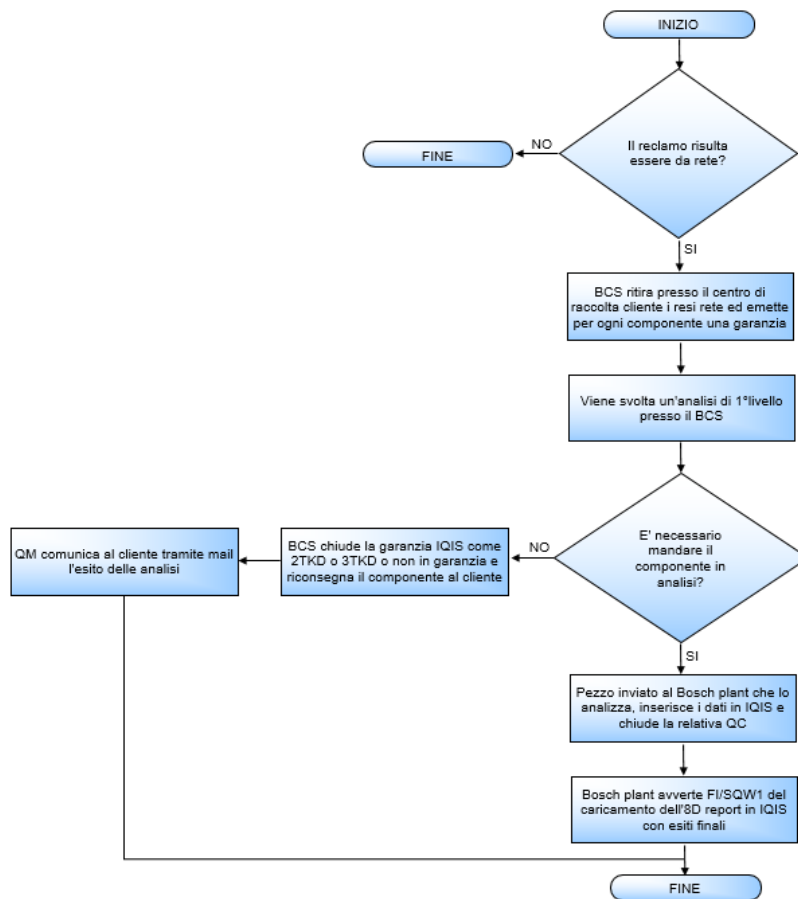 INIZIO
Il reclamo risulta
essere da rete?
NO
FINE
SI
BCS ritira presso il centro di
raccolta cliente i resi rete ed emette
per ogni componente una garanzia
Viene svolta un'analisi di 1°livello
presso il BCS
E' necessario
mandare il
componente in
analisi?
NO
BCS chiude la garanzia IQIS come
2TKD o 3TKD o non in garanzia e
riconsegna il componente al cliente
QM comunica al cliente tramite mail
l'esito delle analisi
SI
Pezzo inviato al Bosch plant che lo
analizza, inserisce i dati in IQIS e
chiude la relativa QC
Bosch plant avverte FI/SQW1 del
caricamento dell'8D report in IQIS
con esiti finali
FINE